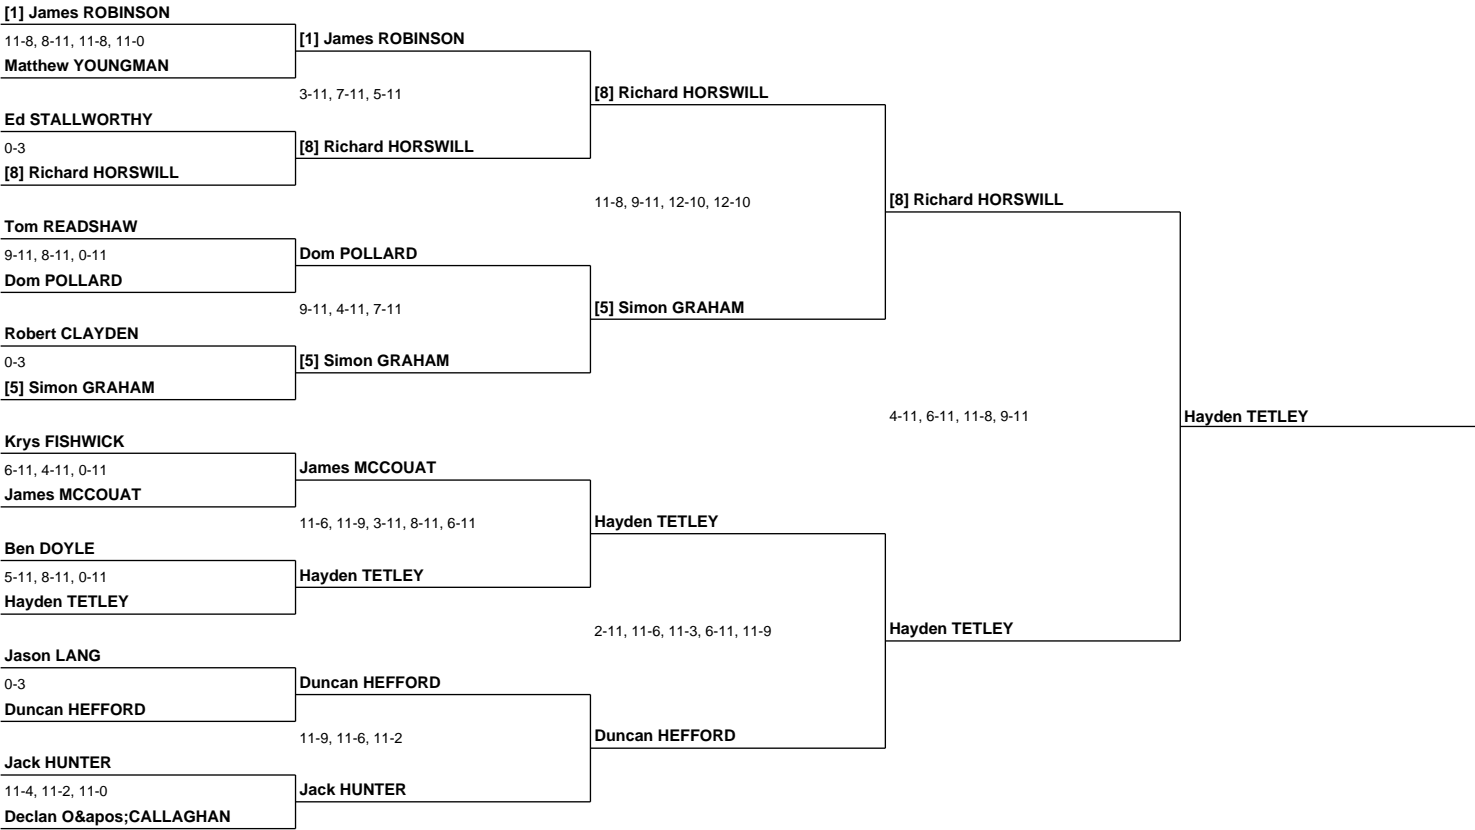 [1] James ROBINSON
11-8, 8-11, 11-8, 11-0
Matthew YOUNGMAN
Ed STALLWORTHY
0-3
[8] Richard HORSWILL
Tom READSHAW
9-11, 8-11, 0-11
Dom POLLARD
Robert CLAYDEN
0-3
[5] Simon GRAHAM
Krys FISHWICK
6-11, 4-11, 0-11
James MCCOUAT
Ben DOYLE
5-11, 8-11, 0-11
Hayden TETLEY
Jason LANG
0-3
Duncan HEFFORD
Jack HUNTER
11-4, 11-2, 11-0
Declan O&apos;CALLAGHAN
[1] James ROBINSON
3-11, 7-11, 5-11
[8] Richard HORSWILL
Dom POLLARD
9-11, 4-11, 7-11
[5] Simon GRAHAM
James MCCOUAT
11-6, 11-9, 3-11, 8-11, 6-11
Hayden TETLEY
Duncan HEFFORD
11-9, 11-6, 11-2
Jack HUNTER
[8] Richard HORSWILL
11-8, 9-11, 12-10, 12-10
[5] Simon GRAHAM
Hayden TETLEY
2-11, 11-6, 11-3, 6-11, 11-9
Duncan HEFFORD
[8] Richard HORSWILL
4-11, 6-11, 11-8, 9-11
Hayden TETLEY
Hayden TETLEY